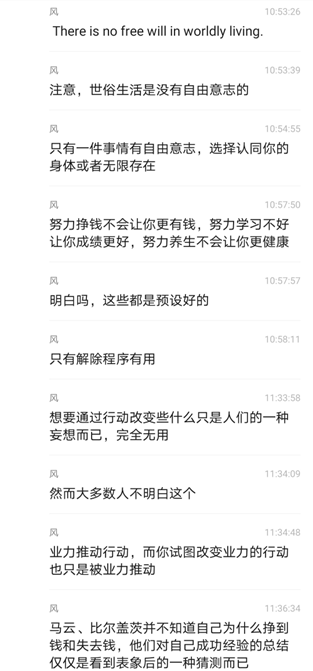 风 10:53:26
There is no free will in worldly living.
风 10:53:39
注意，世俗生活是没有自由意志的
风 10:54:55
只有一件事情有自由意志，选择认同你的
身体或者无限存在
风 10:57:50
努力挣钱不会让你更有钱，努力学习不好
让你成绩更好，努力养生不会让你更健康
风 10:57:57
明白吗，这些都是预设好的
风 10:58:11
只有解除程序有用
风 11:33:58
想要通过行动改变些什么只是人们的一种
妄想而已，完全无用
风 11:34:09
然而大多数人不明白这个
风 11:34:48
业力推动行动，而你试图改变业力的行动
也只是被业力推动
风 11:36:34
马云、比尔盖茨并不知道自己为什么挣到
钱和失去钱，他们对自己成功经验的总结
仅仅是看到表象后的一种猜测而已